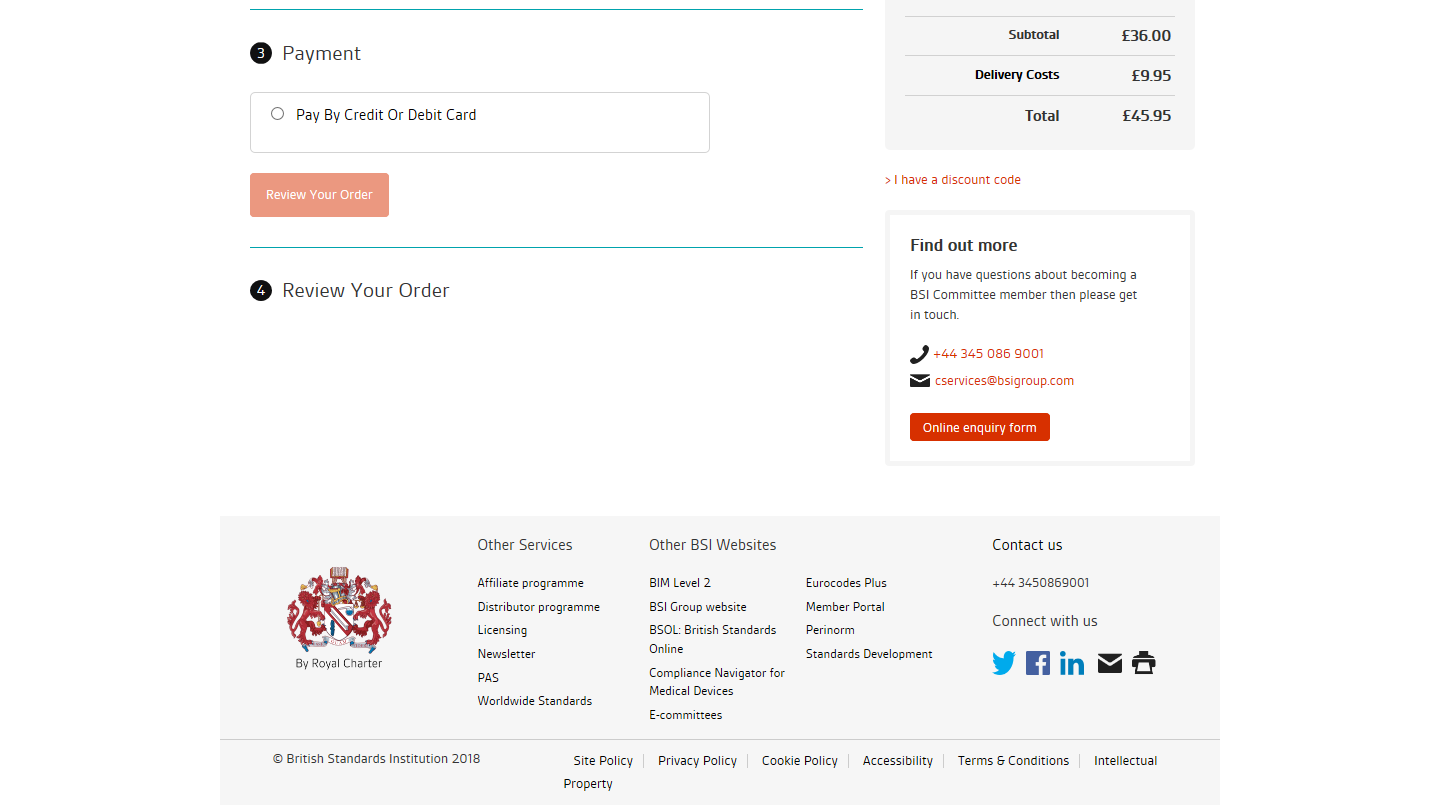 3 Payment
Pay By Credit Or Debit Card
Review Your Order
4 Review Your Order
Subtotal £36.00
Delivery Costs £9.95
Total £45.95
> I have a discount code
Find out more
If you have questions about becoming a
BSI Committee member then please get
in touch.
+44 345 086 9001
cservices@bsigroup.com
Online enquiry form
By Royal Charter
Other Services
Affiliate programme
Distributor programme
Licensing
Newsletter
PAS
Worldwide Standards
Other BSI Websites
BIM Level 2
BSI Group website
BSOL: British Standards
Online
Compliance Navigator for
Medical Devices
E-committees
Eurocodes Plus
Member Portal
Perinorm
Standards Development
Contact us
+44 3450869001
Connect with us
© British Standards Institution 2018
Site Policy Privacy Policy Cookie Policy Accessibility Terms & Conditions Intellectual
Property